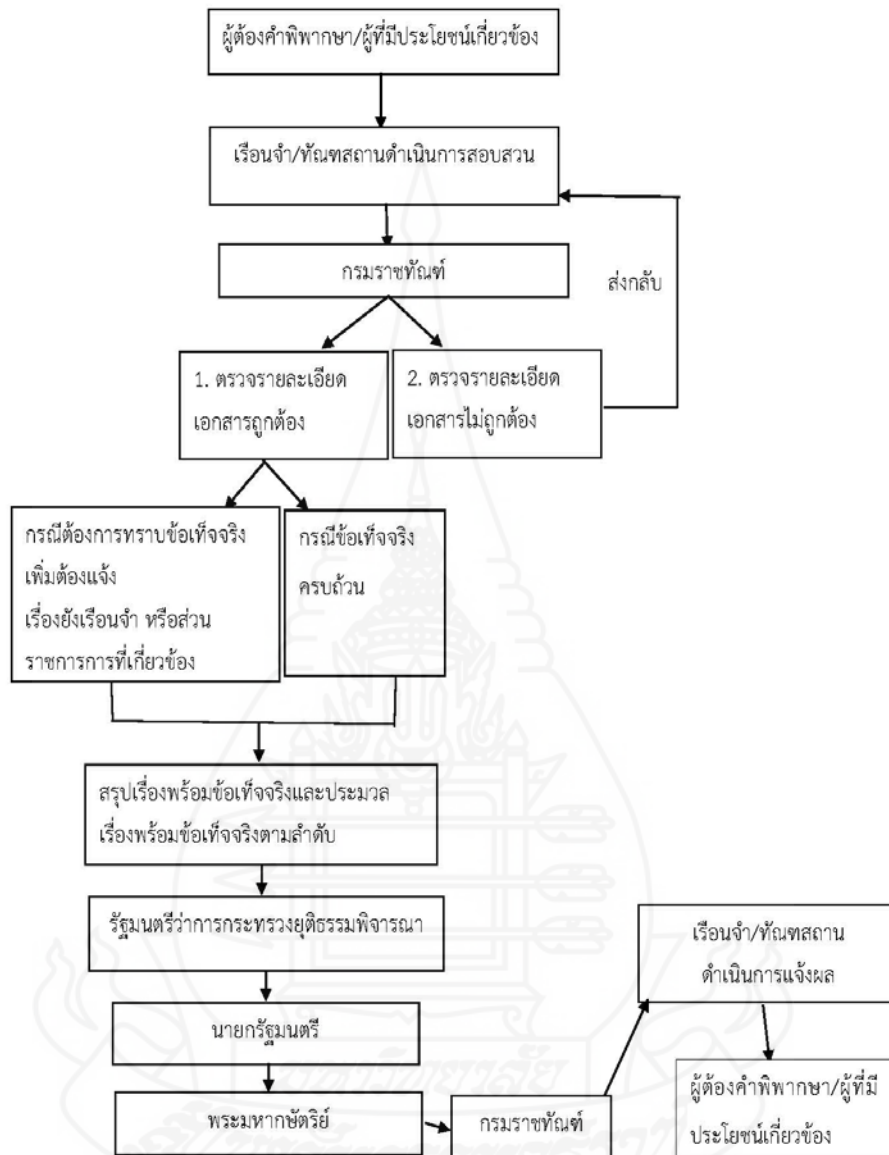 ผู้ต้องคำพิพากษา/ผู้ที่มีประโยชน์เกี่ยวข้อง
เรือนจำ/ทัณฑสถานดำเนินการสอบสวน
กรมราชทัณฑ์
ส่งกลับ
1. ตรวจรายละเอียด
เอกสารถูกต้อง
2. ตรวจรายละเอียด
เอกสารไม่ถูกต้อง
กรณีต้องการทราบข้อเท็จจริง
เพิ่มต้องแจ้ง
เรื่องยังเรือนจำ หรือส่วน
ราชการการที่เกี่ยวข้อง
กรณีข้อเท็จจริง
ครบถ้วน
สรุปเรื่องพร้อมข้อเท็จจริงและประมวล
เรื่องพร้อมข้อเท็จจริงตามลำดับ
รัฐมนตรีว่าการกระทรวงยุติธรรมพิจารณา
นายกรัฐมนตรี
พระมหากษัตริย์
กรมราชทัณฑ์
เรือนจำ/ทัณฑสถาน
ดำเนินการแจ้งผล
ผู้ต้องคำพิพากษา/ผู้ที่มี
ประโยชน์เกี่ยวข้อง